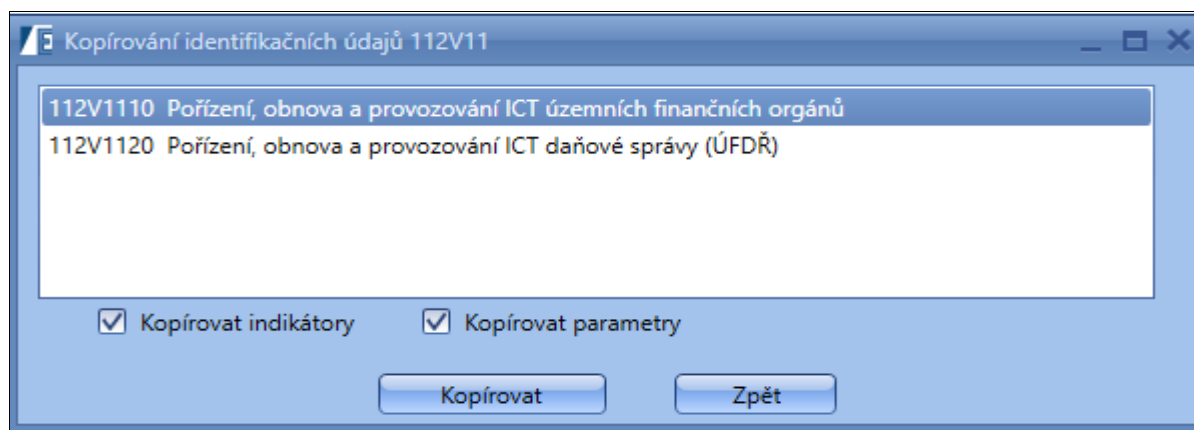 Kopírování identifikačních údajů 112V11
112V1110 Pořízení, obnova a provozování ICT územních finančních orgánů
112V1120 Pořízení, obnova a provozování ICT daňové správy (ÚFDŘ)
Kopírovat indikátory Kopírovat parametry
Kopírovat Zpět